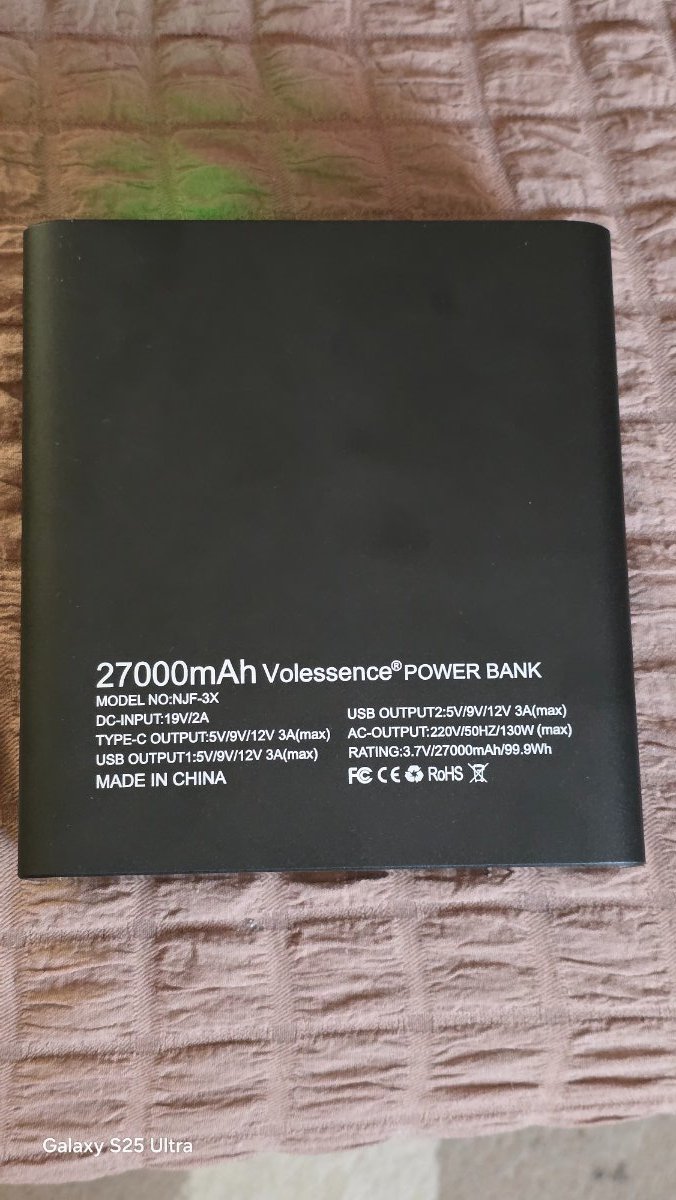 27000mAh Volessence® POWER BANK
MODEL NO:NJF-3X
DC-INPUT:19V/2A
TYPE-C OUTPUT:5V/9V/12V 3A(max)
USB OUTPUT1:5V/9V/12V 3A(max)
MADE IN CHINA
USB OUTPUT2:5V/9V/12V 3A(max)
AC-OUTPUT:220V/50HZ/130W (max)
RATING:3.7V/27000mAh/99.9Wh
FC CE RoHS
Galaxy S25 Ultra